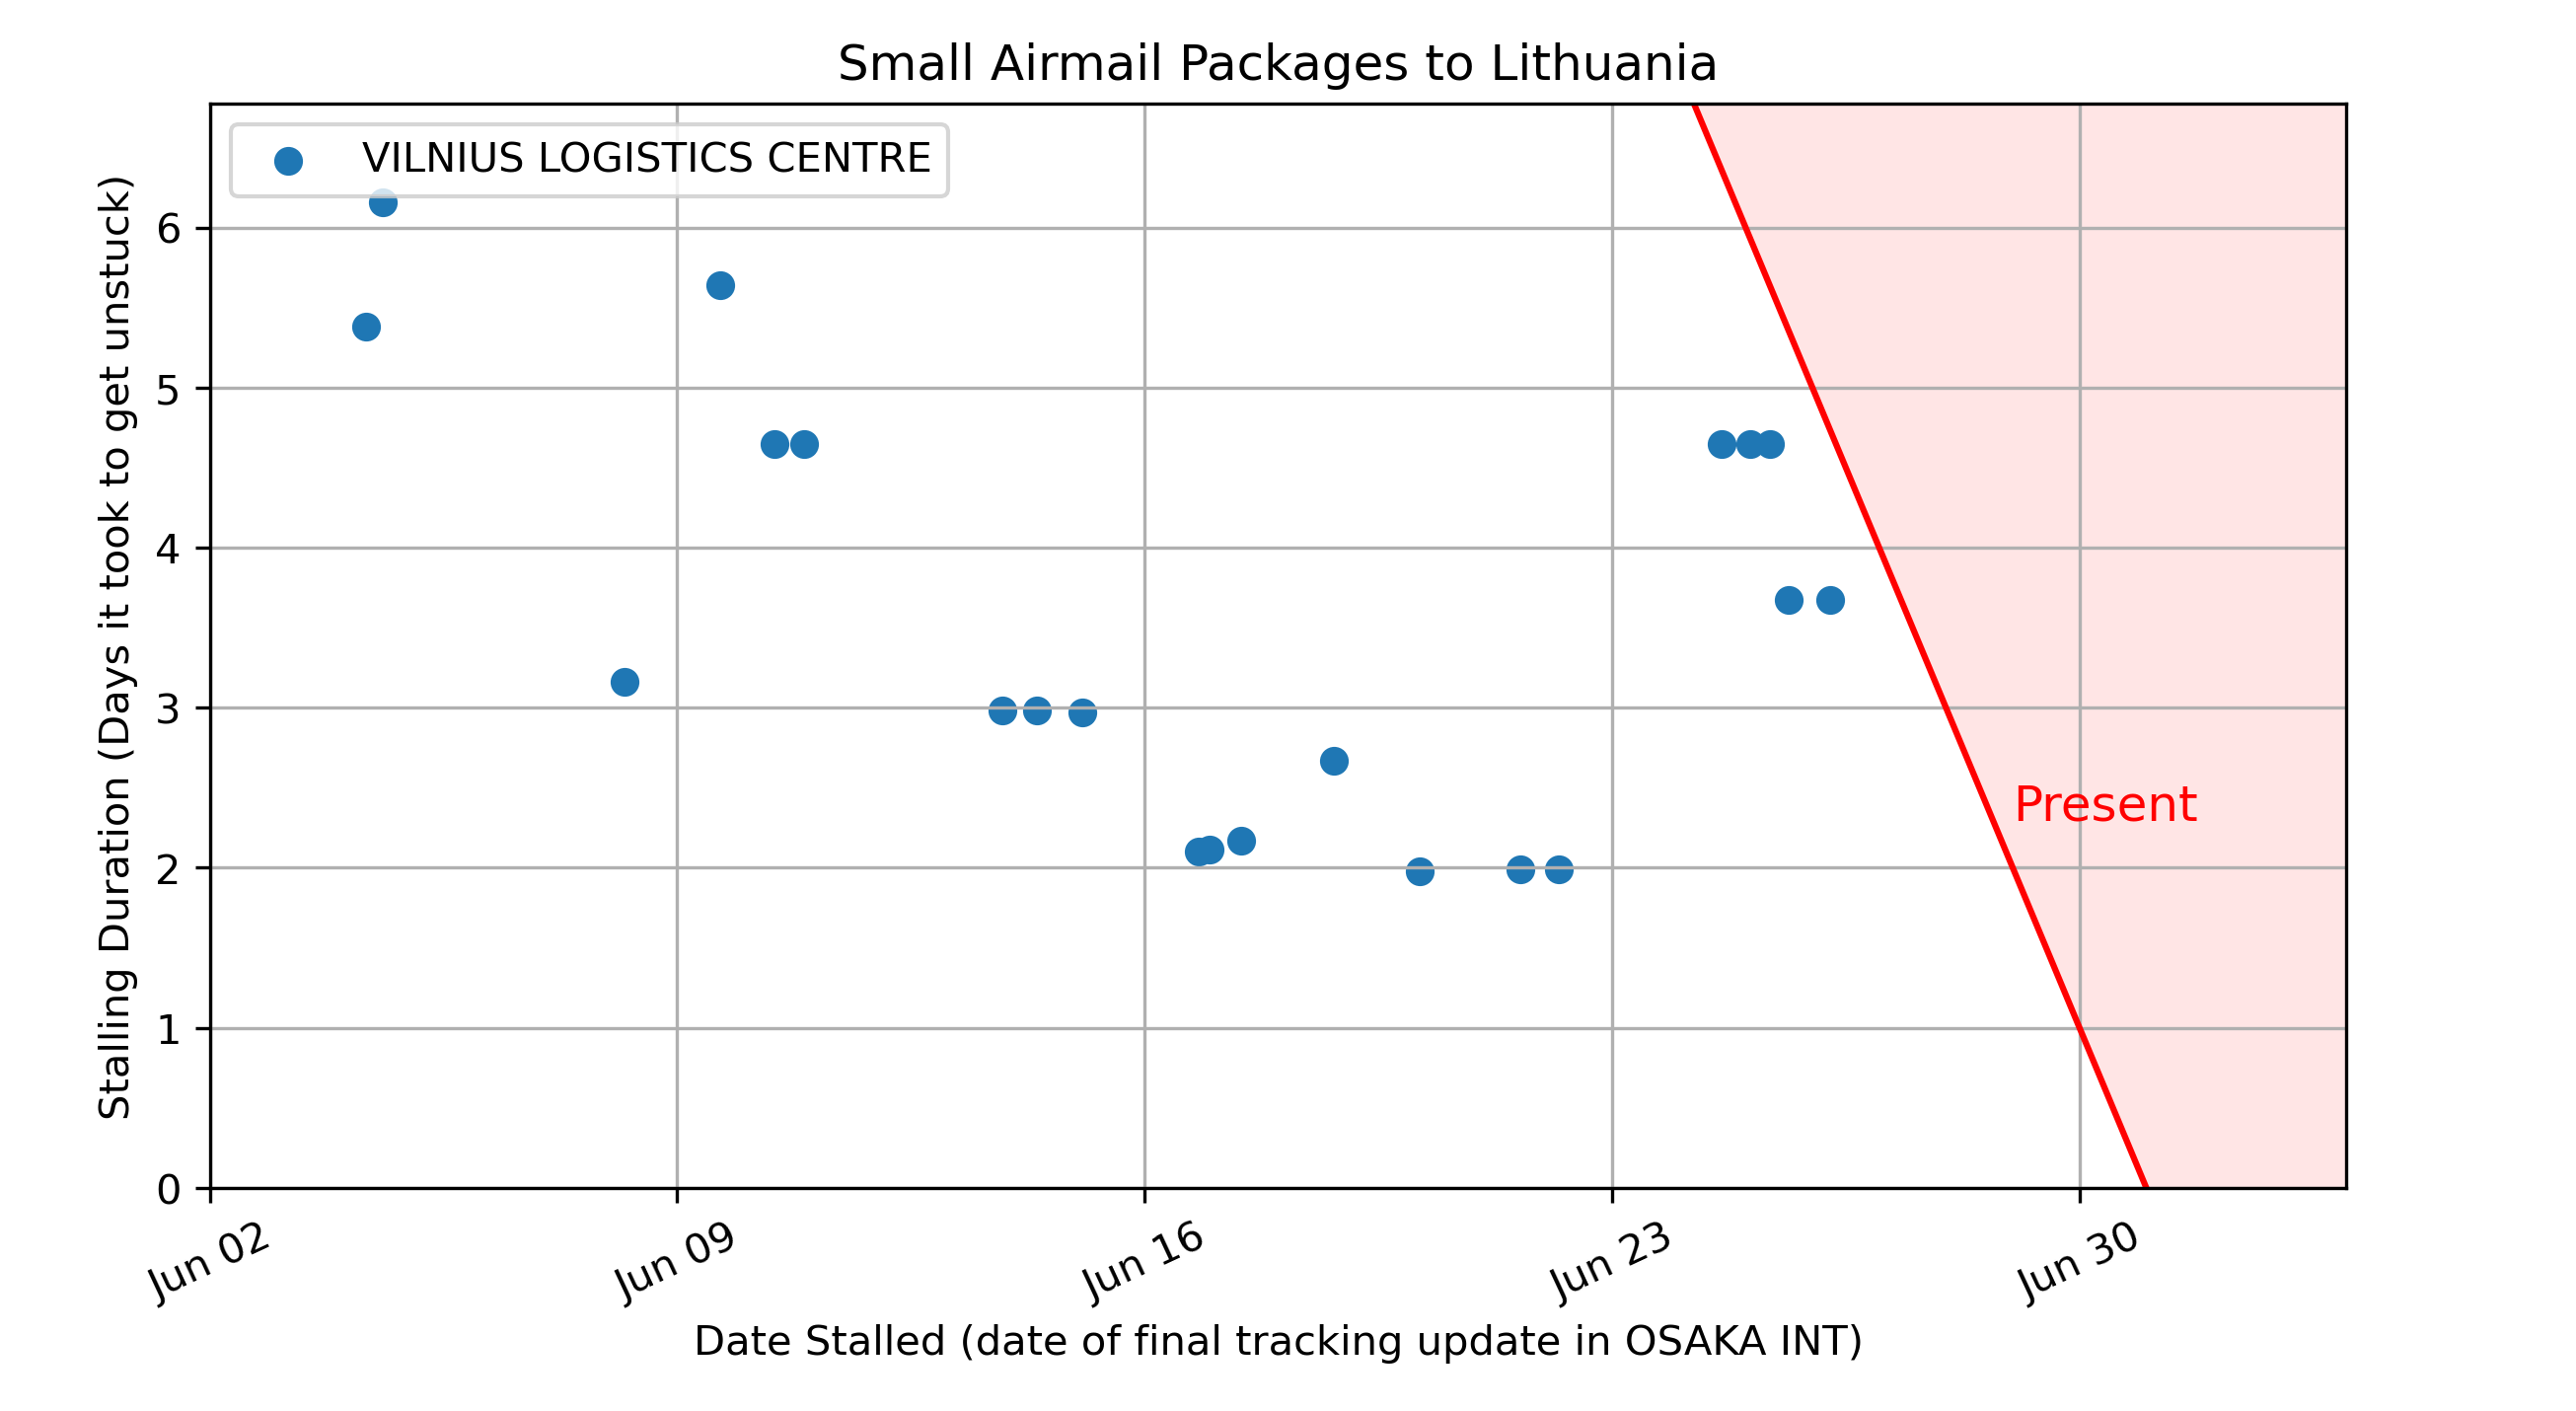 Small Airmail Packages to Lithuania
VILNIUS LOGISTICS CENTRE
Stalling Duration (Days it took to get unstuck)
6
5
4
3
2
1
0
Present
Jun 02
Jun 09
Jun 16
Jun 23
Jun 30
Date Stalled (date of final tracking update in OSAKA INT)